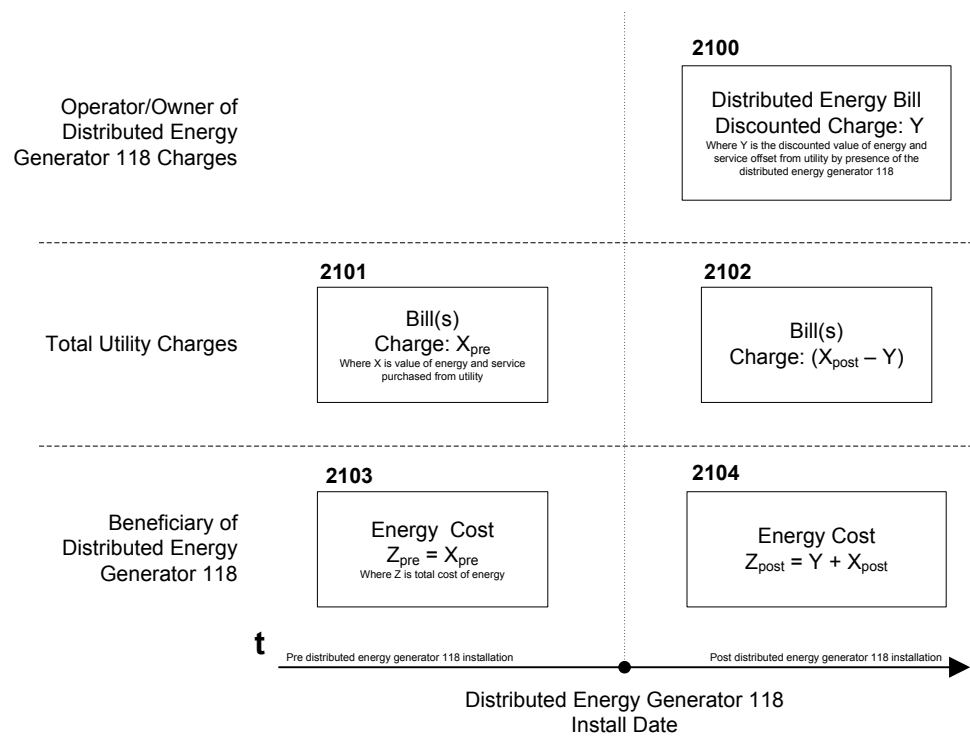 2100
Operator/Owner of
Distributed Energy
Generator 118 Charges
Distributed Energy Bill
Discounted Charge: Y
Where Y is the discounted value of energy and
service offset from utility by presence of the
distributed energy generator 118
2101
2102
Total Utility Charges
Bill(s)
Charge: Xpre
Where X is value of energy and service
purchased from utility
Bill(s)
Charge: (Xpost – Y)
2103
2104
Beneficiary of
Distributed Energy
Generator 118
Energy Cost
Zpre = Xpre
Where Z is total cost of energy
Energy Cost
Zpost = Y + Xpost
t
Pre distributed energy generator 118 installation
Post distributed energy generator 118 installation
Distributed Energy Generator 118
Install Date